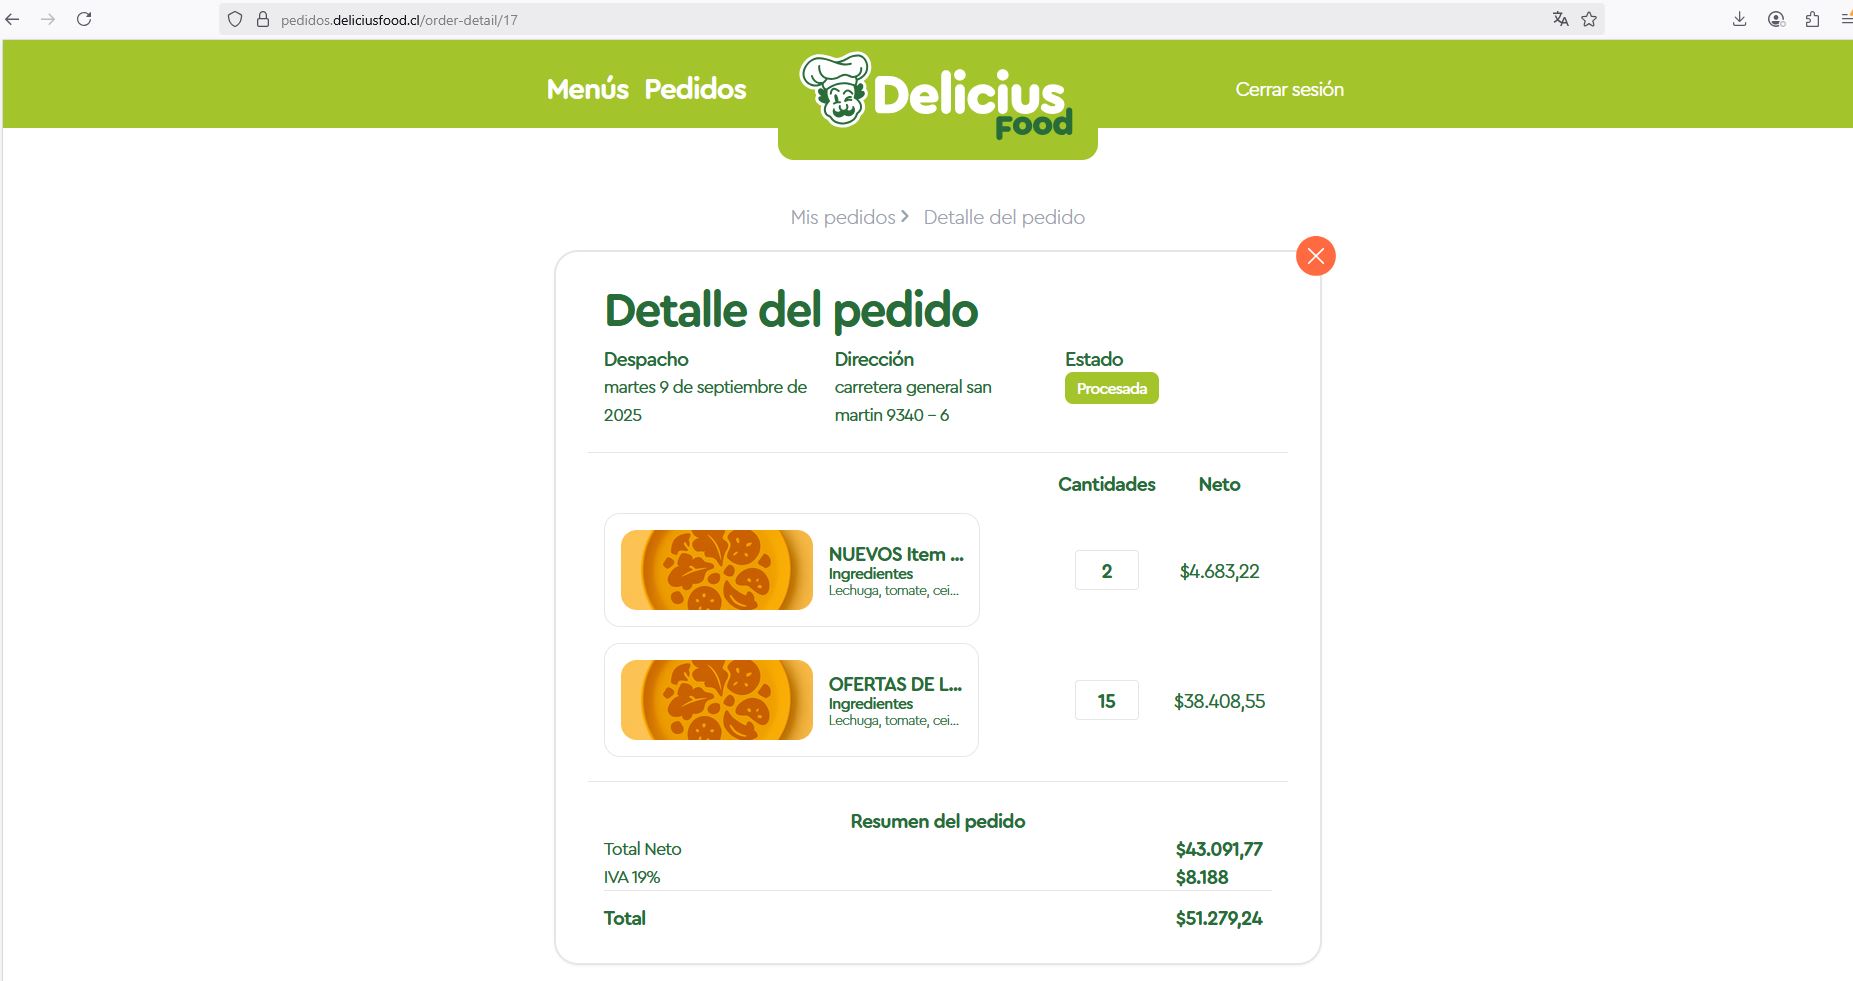 pedidos.deliciusfood.cl/order-detail/17
Menús Pedidos
Delicius
Food
Cerrar sesión
Mis pedidos > Detalle del pedido
Detalle del pedido
Despacho
martes 9 de septiembre de
2025
Dirección
carretera general san
martin 9340 - 6
Estado
Procesada
Cantidades Neto
NUEVOS Item ...
Ingredientes
Lechuga, tomate, cei...
2 $4.683,22
OFERTAS DE L...
Ingredientes
Lechuga, tomate, cei...
15 $38.408,55
Resumen del pedido
Total Neto $43.091,77
IVA 19% $8.188
Total $51.279,24